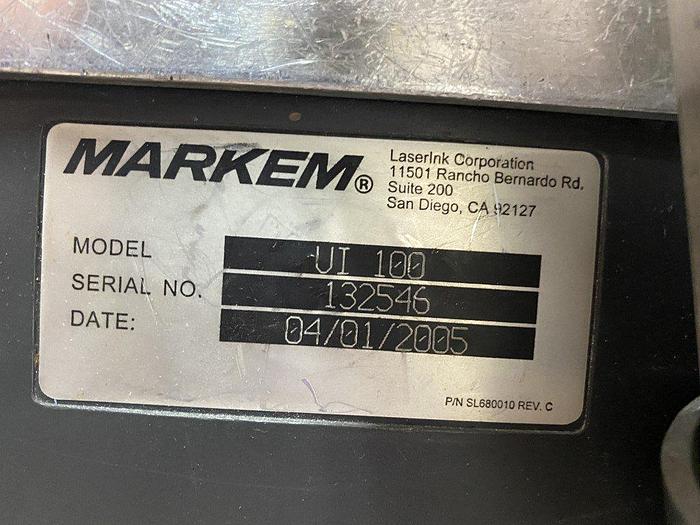 MARKEM®
LaserInk Corporation
11501 Rancho Bernardo Rd.
Suite 200
San Diego, CA 92127
MODEL VI 100
SERIAL NO. 132546
DATE: 04/01/2005
P/N SL680010 REV. C